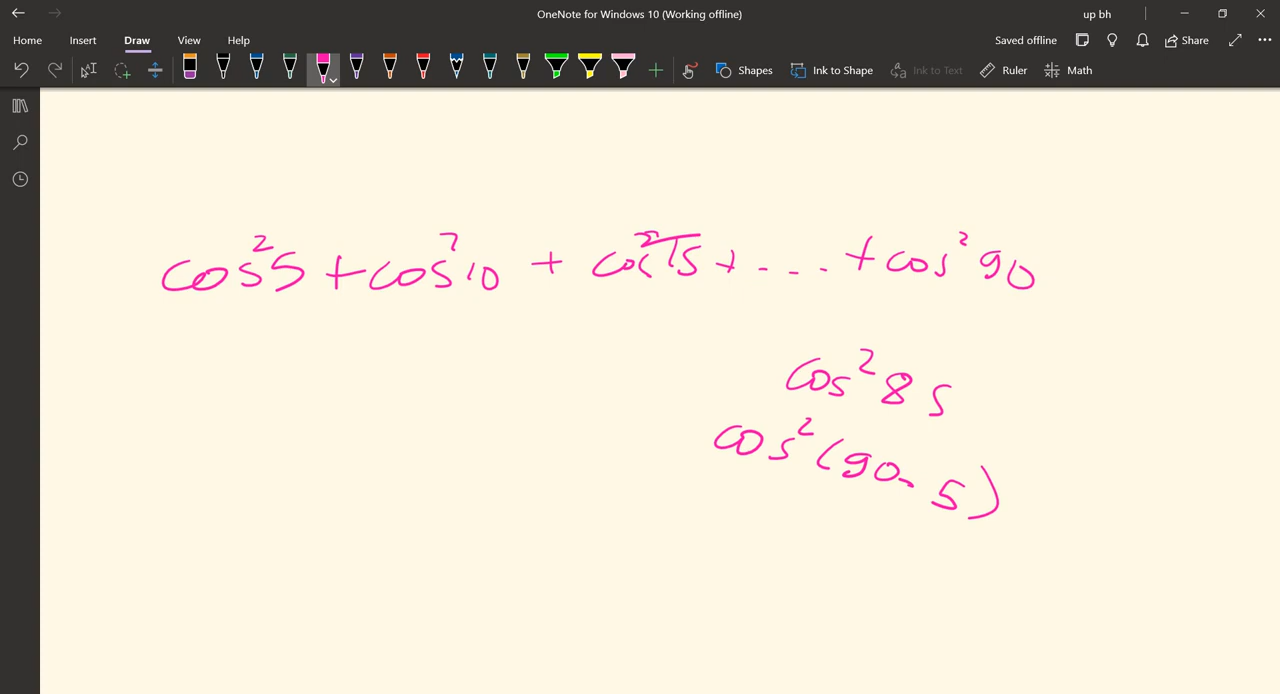 OneNote for Windows 10 (Working offline)
up bh
Home Insert Draw View Help
Saved offline Share
Shapes Ink to Shape Ink to Text Ruler Math
cos²5 + cos²10 + cos²15 + ... + cos²90
cos²85
cos²(90-5)